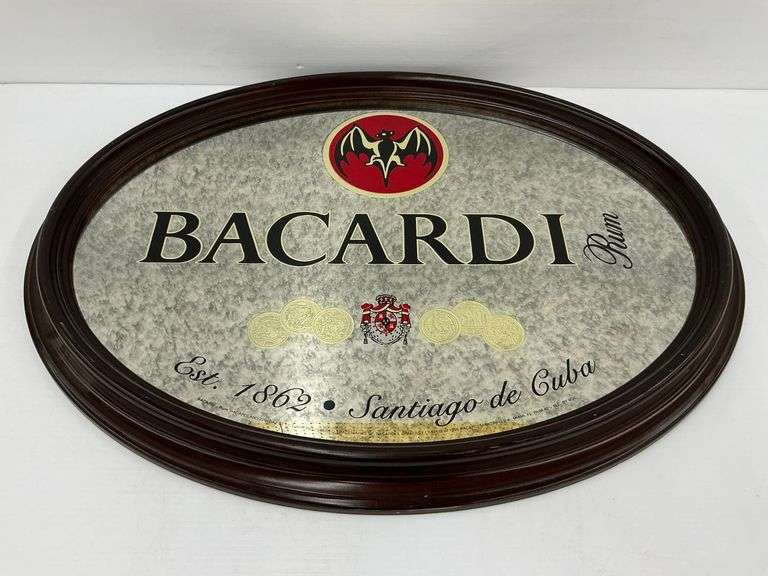 BACARDI Rum
Est. 1862 • Santiago de Cuba